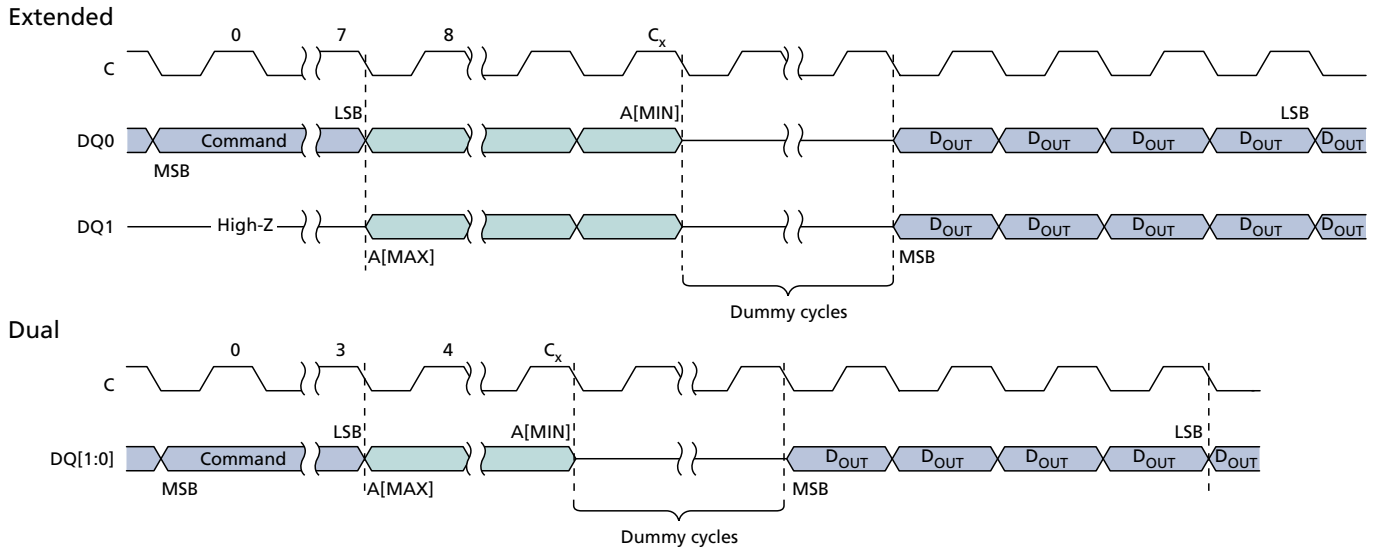 Extended
0 7 8 Cx
C
LSB A[MIN] LSB
DQ0 Command DOUT DOUT DOUT DOUT DOUT
MSB
DQ1 High-Z DOUT DOUT DOUT DOUT DOUT
A[MAX] MSB
Dummy cycles
Dual
0 3 4 Cx
C
LSB A[MIN] LSB
DQ[1:0] Command DOUT DOUT DOUT DOUT DOUT
MSB A[MAX] MSB
Dummy cycles